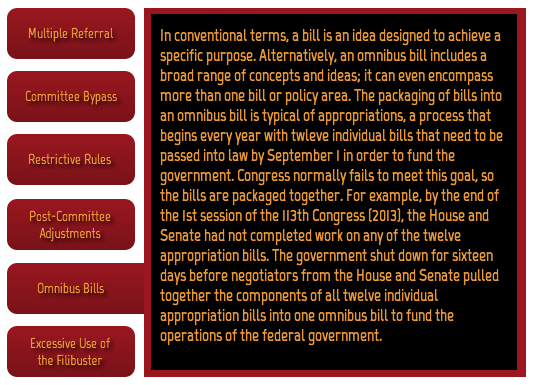 Multiple Referral
Committee Bypass
Restrictive Rules
Post-Committee
Adjustments
Omnibus Bills
Excessive Use of
the Filibuster
In conventional terms, a bill is an idea designed to achieve a
specific purpose. Alternatively, an omnibus bill includes a
broad range of concepts and ideas; it can even encompass
more than one bill or policy area. The packaging of bills into
an omnibus bill is typical of appropriations, a process that
begins every year with twleve individual bills that need to be
passed into law by September 1 in order to fund the
government. Congress normally fails to meet this goal, so
the bills are packaged together. For example, by the end of
the 1st session of the 113th Congress (2013), the House and
Senate had not completed work on any of the twelve
appropriation bills. The government shut down for sixteen
days before negotiators from the House and Senate pulled
together the components of all twelve individual
appropriation bills into one omnibus bill to fund the
operations of the federal government.